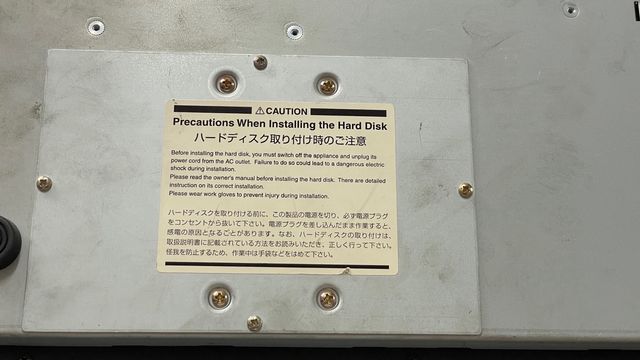 ⚠CAUTION
Precautions When Installing the Hard Disk
ハードディスク取り付け時のご注意
Before installing the hard disk, you must switch off the appliance and unplug its
power cord from the AC outlet. Failure to do so could lead to a dangerous electric
shock during installation.
Please read the owner's manual before installing the hard disk. There are detailed
instruction on its correct installation.
Please wear work gloves to prevent injury during installation.
ハードディスクを取り付ける前に、この製品の電源を切り、必ず電源プラグ
をコンセントから抜いて下さい。電源プラグを差し込んだまま作業すると、
感電の原因となることがあります。なお、ハードディスクの取り付けは、
取扱説明書に記載されている方法をお読みいただき、正しく行って下さい。
怪我を防止するため、作業中は手袋などをはめて下さい。